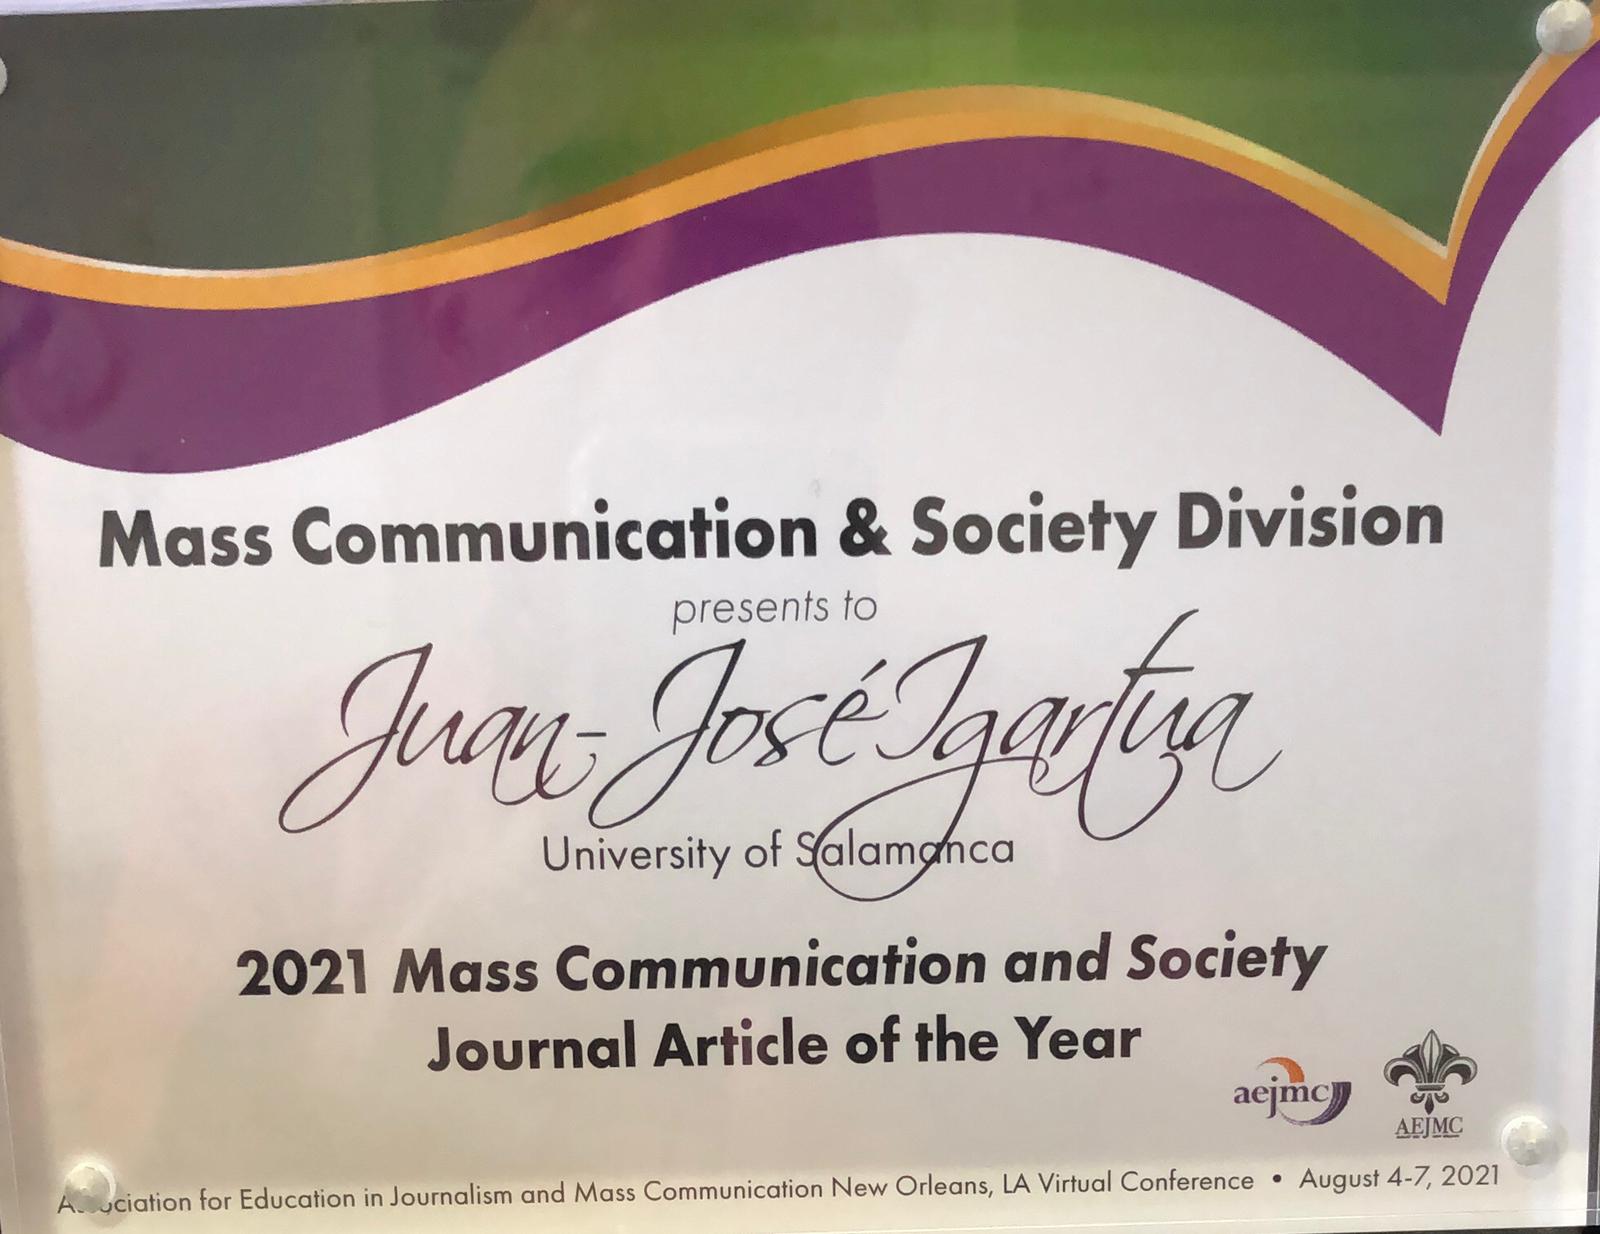 Mass Communication & Society Division
presents to
Juan-José Igartua
University of Salamanca
2021 Mass Communication and Society
Journal Article of the Year
aejmc
AEJMC
for Education in Journalism and Mass Communication New Orleans, LA Virtual Conference • August 4-7, 2021